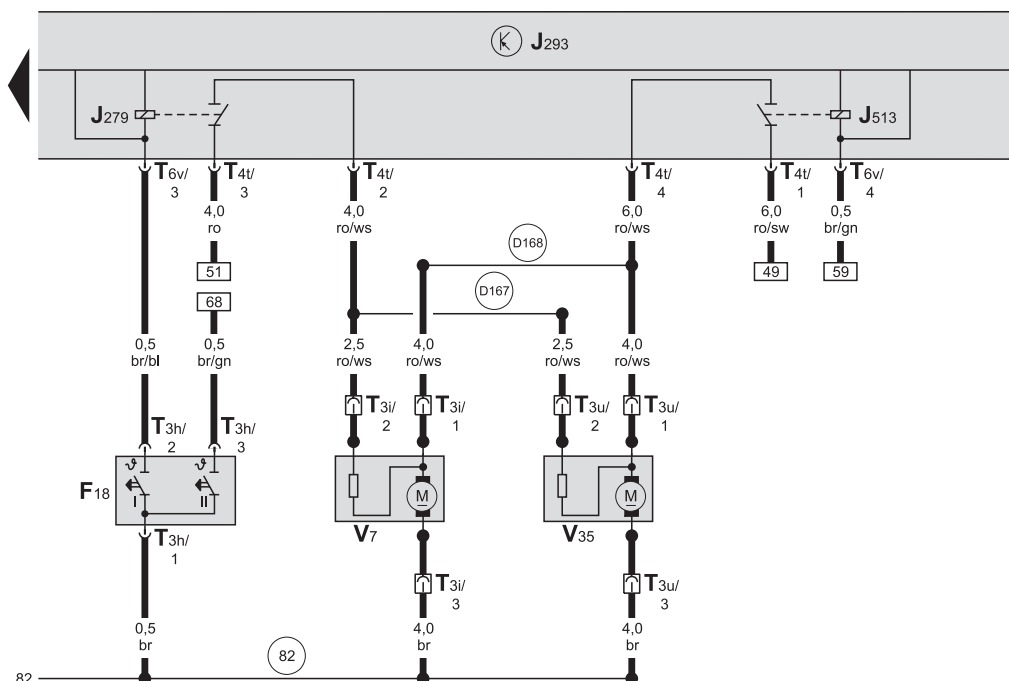 J293
J279
J513
T6v/
3
T4t/
3
T4t/
2
T4t/
4
T4t/
1
T6v/
4
4,0
ro
4,0
ro/ws
6,0
ro/ws
6,0
ro/sw
0,5
br/gn
D168
51
49
59
D167
68
0,5
br/bl
0,5
br/gn
2,5
ro/ws
4,0
ro/ws
2,5
ro/ws
4,0
ro/ws
T3i/
2
T3i/
1
T3u/
2
T3u/
1
T3h/
2
T3h/
3
F18
I
II
M
M
V7
V35
T3h/
1
T3i/
3
T3u/
3
0,5
br
4,0
br
4,0
br
82
82